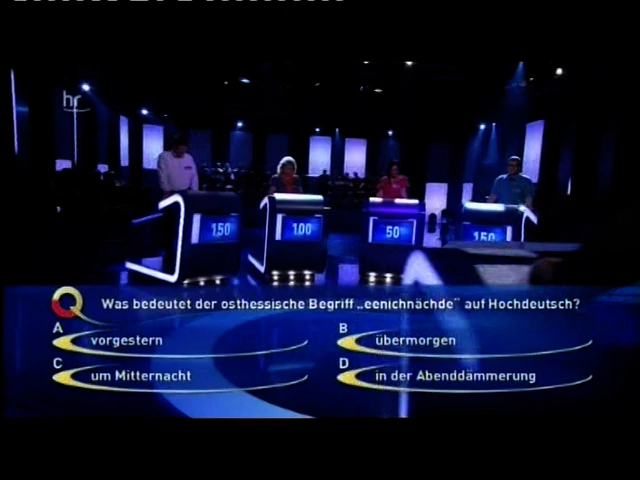 hr
150
100
50
150
Q
Was bedeutet der osthessische Begriff „eenichnächde“ auf Hochdeutsch?
A
vorgestern
B
übermorgen
C
um Mitternacht
D
in der Abenddämmerung